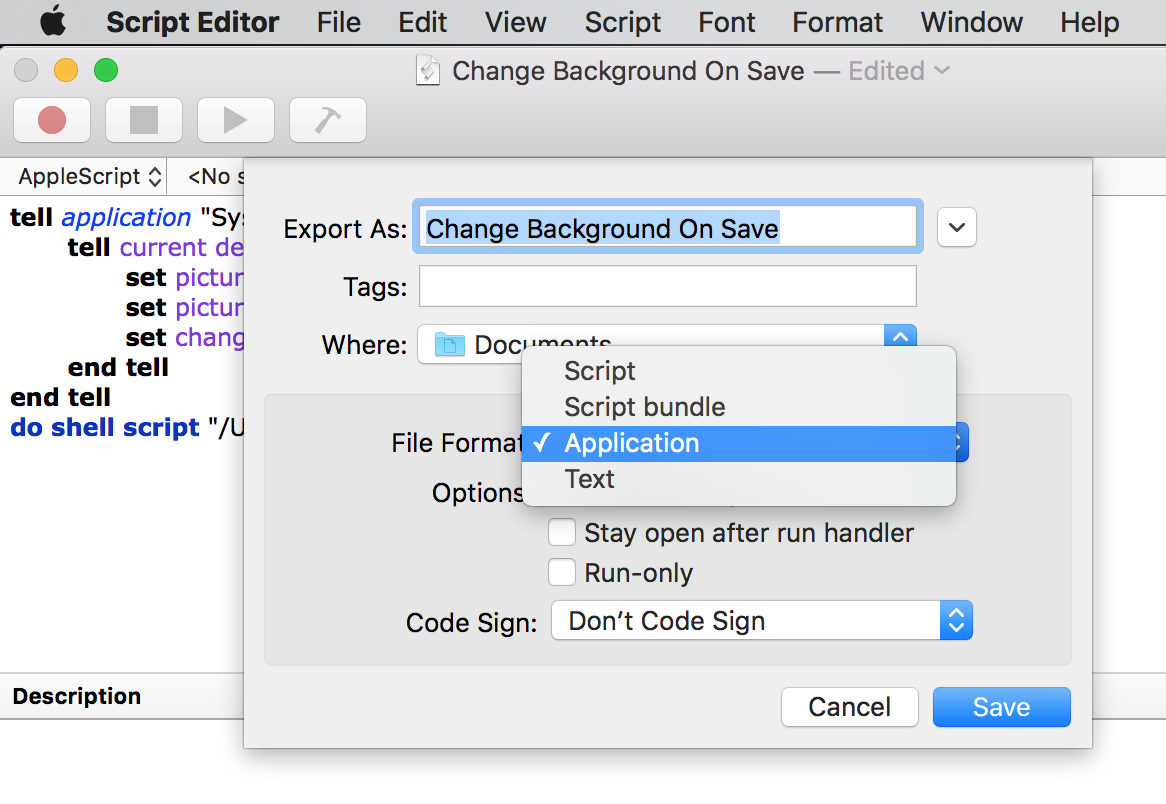 Script Editor File Edit View Script Font Format Window Help
Change Background On Save — Edited
AppleScript <No s
tell application "Sys
tell current de
set pictur
set pictur
set chang
end tell
end tell
do shell script "/U
Export As: Change Background On Save
Tags:
Where: Documents
Script
Script bundle
File Format ✓ Application
Text
Options
Stay open after run handler
Run-only
Code Sign: Don’t Code Sign
Description
Cancel Save